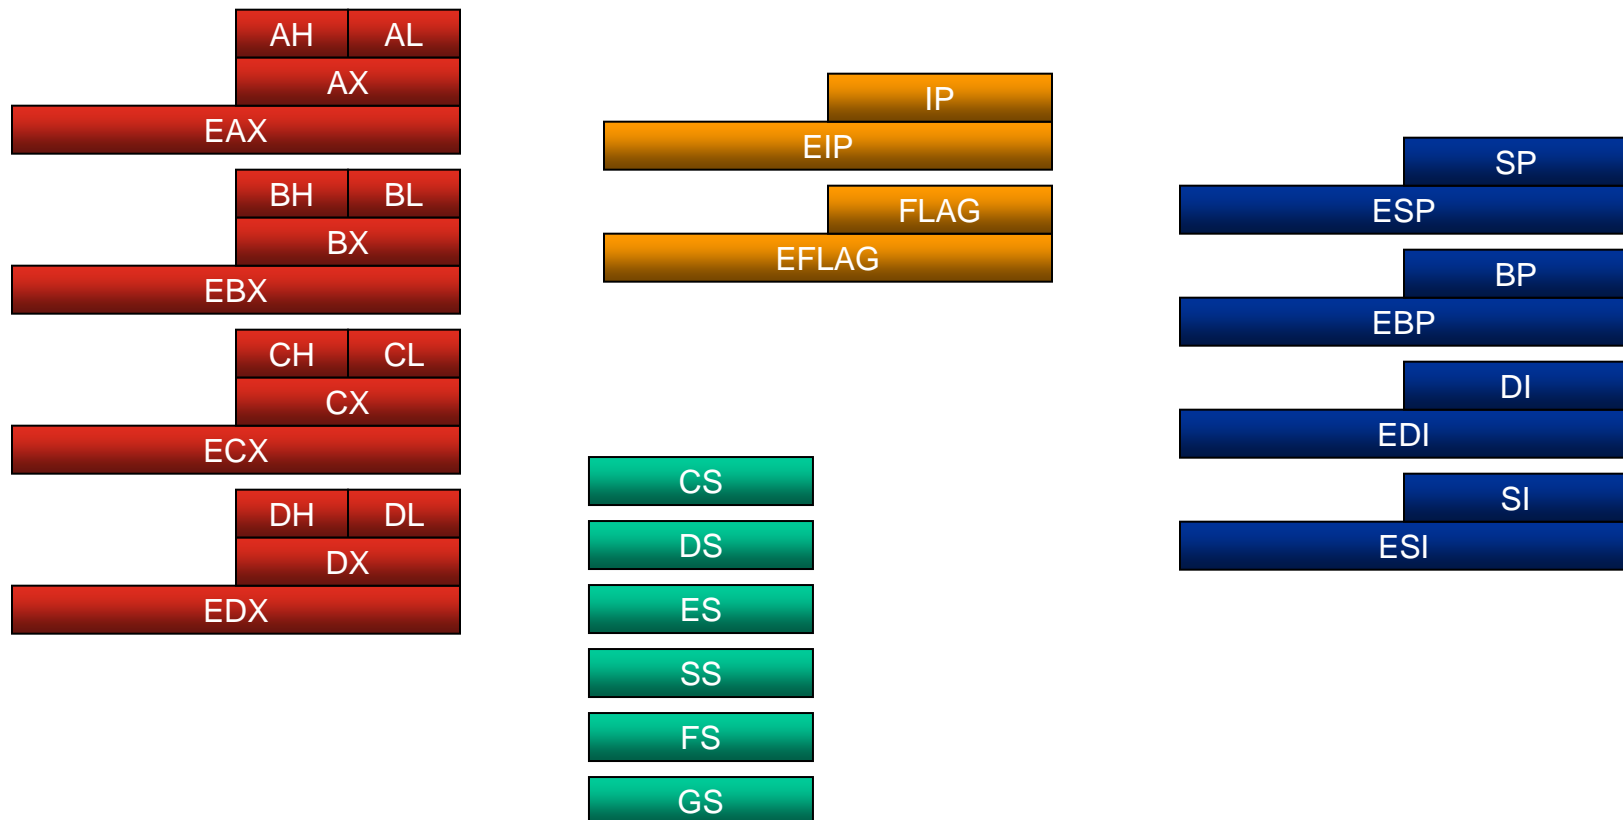 AH AL
AX
EAX
BH BL
BX
EBX
CH CL
CX
ECX
DH DL
DX
EDX
IP
EIP
FLAG
EFLAG
CS
DS
ES
SS
FS
GS
SP
ESP
BP
EBP
DI
EDI
SI
ESI